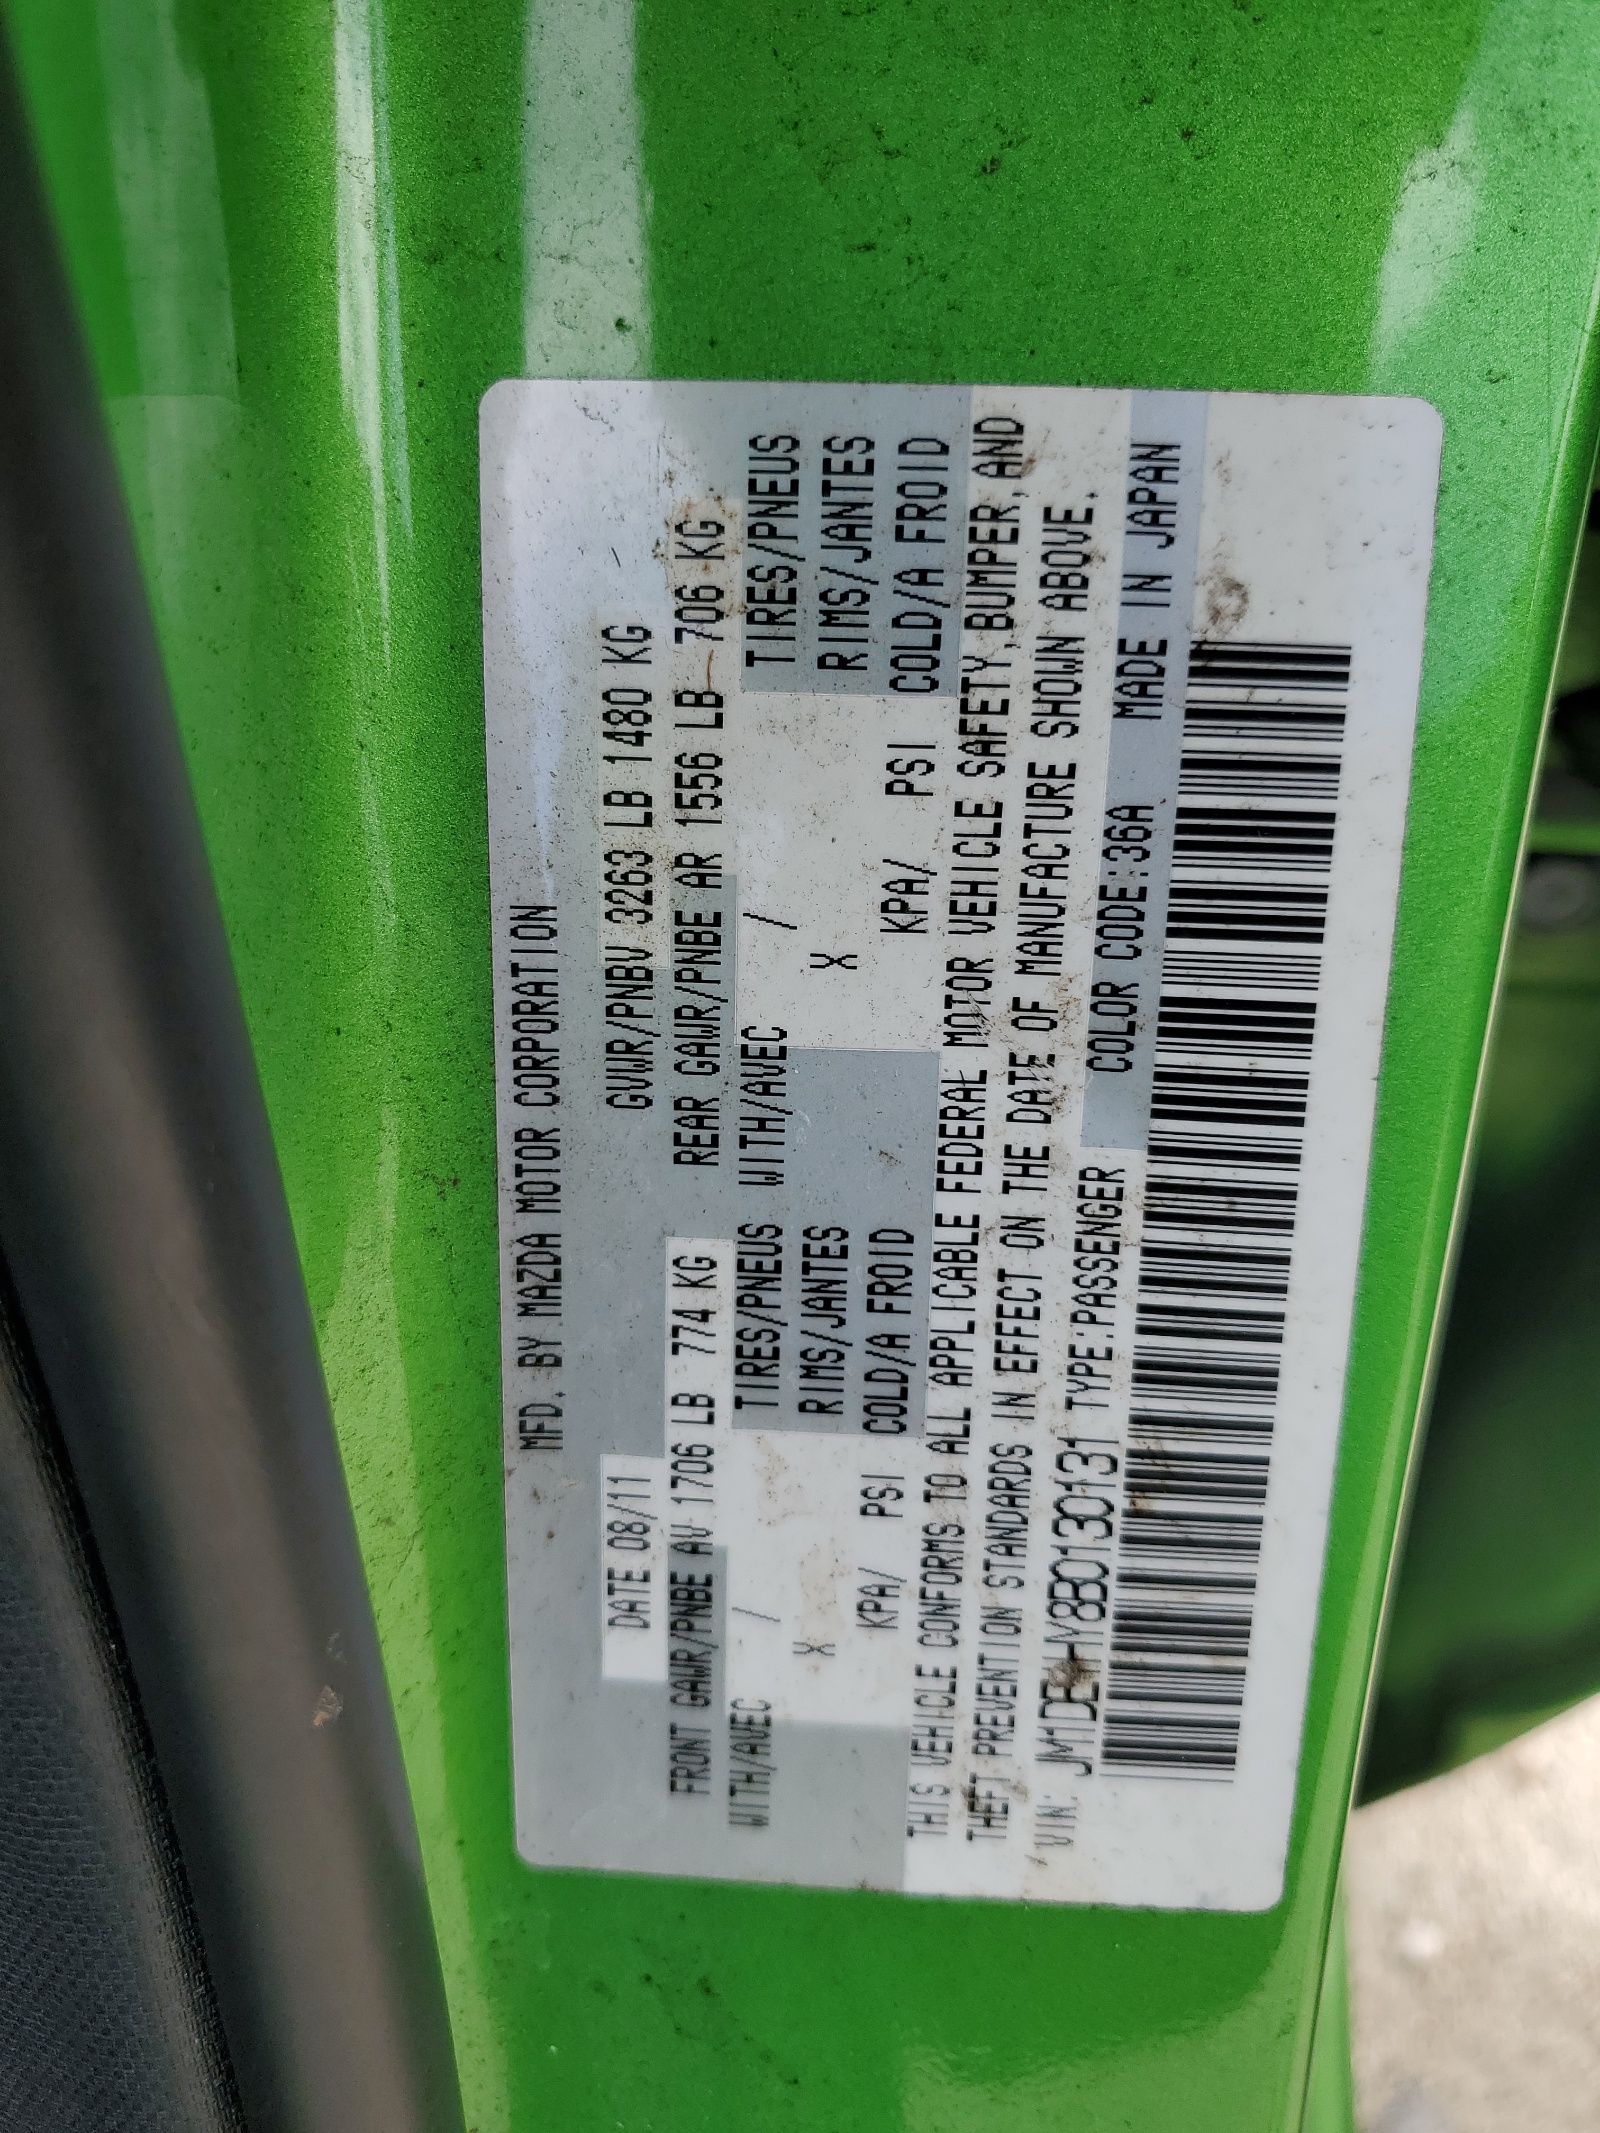 MFD. BY MAZDA MOTOR CORPORATION
DATE 08/11 GVWR/PNBV 3263 LB 1480 KG
FRONT GAWR/PNBE AV 1706 LB 774 KG REAR GAWR/PNBE AR 1556 LB 706 KG
WITH/AVEC / TIRES/PNEUS WITH/AVEC / TIRES/PNEUS
X RIMS/JANTES X RIMS/JANTES
KPA/ PSI COLD/A FROID KPA/ PSI COLD/A FROID
THIS VEHICLE CONFORMS TO ALL APPLICABLE FEDERAL MOTOR VEHICLE SAFETY, BUMPER, AND
THEFT PREVENTION STANDARDS IN EFFECT ON THE DATE OF MANUFACTURE SHOWN ABOVE.
VIN: JM1DE1HY8B0130131 TYPE:PASSENGER COLOR CODE:36A MADE IN JAPAN